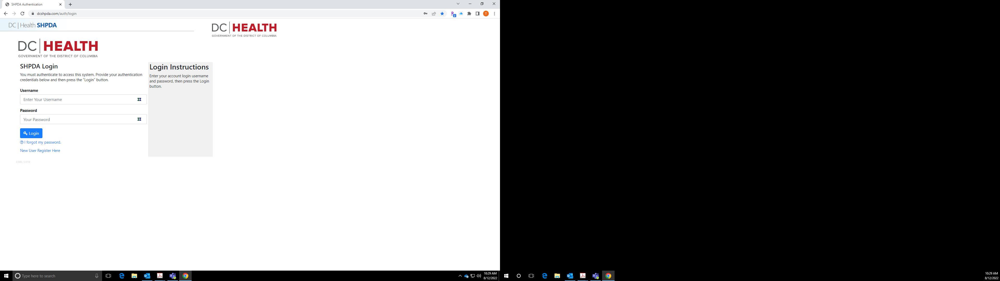 SHPDA Authentication
dcshpda.com/auth/login
2
T
DC | Health SHPDA
DC | HEALTH
GOVERNMENT OF THE DISTRICT OF COLUMBIA
DC | HEALTH
GOVERNMENT OF THE DISTRICT OF COLUMBIA
SHPDA Login
You must authenticate to access this system. Provide your authentication
credentials below and then press the "Login" button.
Username
Enter Your Username
Password
Your Password
Login
I forgot my password.
New User Register Here
Login Instructions
Enter your account login username
and password, then press the Login
button.
Type here to search
10:29 AM
8/12/2022
10:29 AM
8/12/2022